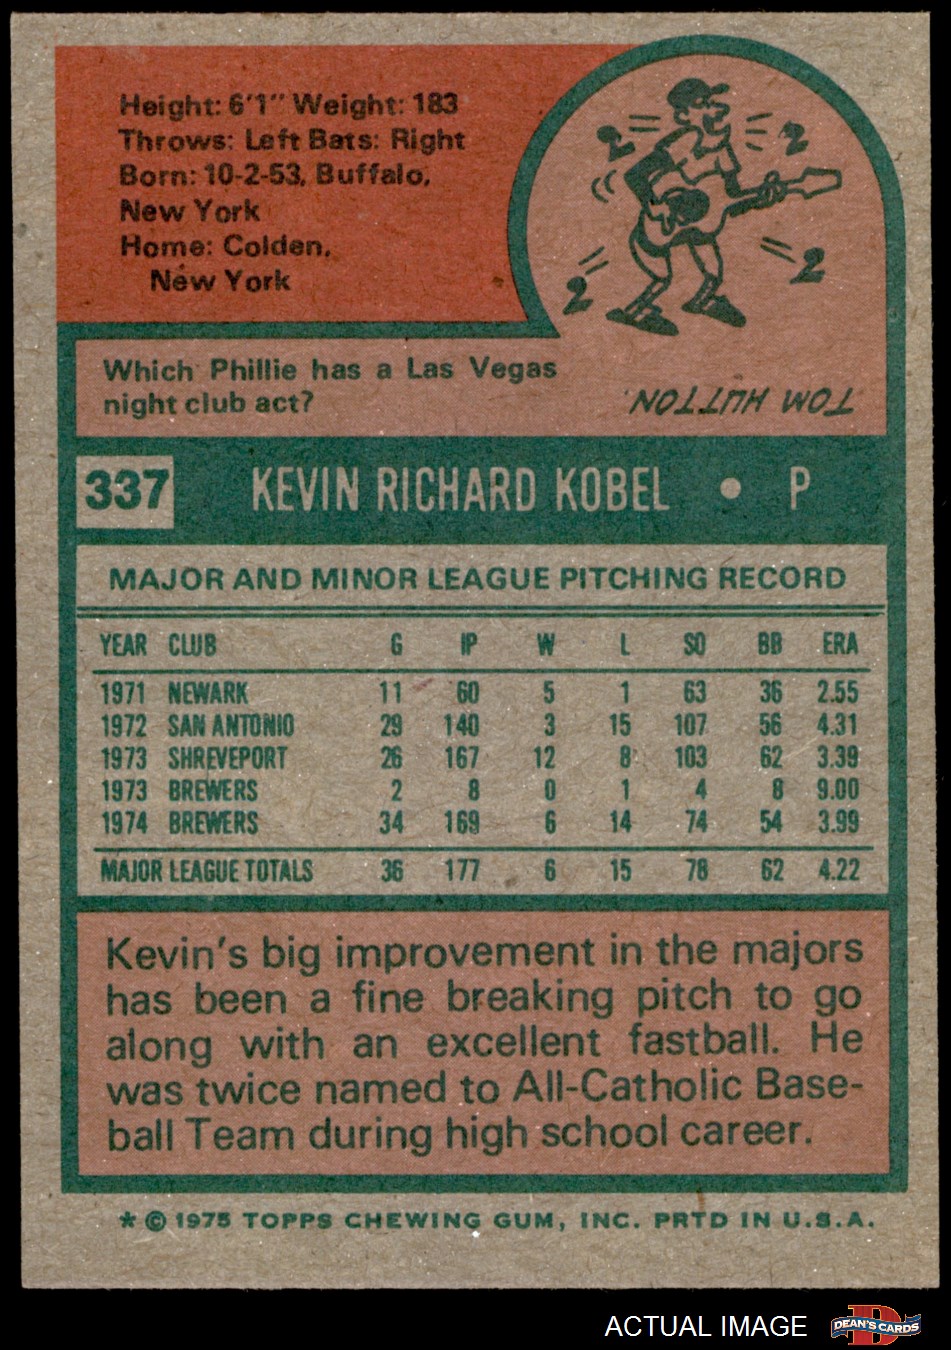 Height: 6'1" Weight: 183
Throws: Left Bats: Right
Born: 10-2-53, Buffalo,
New York
Home: Colden,
New York
2 2
2 2
Which Phillie has a Las Vegas
night club act?
TOM HUTTON.
337 KEVIN RICHARD KOBEL • P
MAJOR AND MINOR LEAGUE PITCHING RECORD
YEAR CLUB G IP W L SO BB ERA
1971 NEWARK 11 60 5 1 63 36 2.55
1972 SAN ANTONIO 29 140 3 15 107 56 4.31
1973 SHREVEPORT 26 167 12 8 103 62 3.39
1973 BREWERS 2 8 0 1 4 8 9.00
1974 BREWERS 34 169 6 14 74 54 3.99
MAJOR LEAGUE TOTALS 36 177 6 15 78 62 4.22
Kevin's big improvement in the majors
has been a fine breaking pitch to go
along with an excellent fastball. He
was twice named to All-Catholic Base-
ball Team during high school career.
* © 1975 TOPPS CHEWING GUM, INC. PRTD IN U.S.A.
ACTUAL IMAGE D DEAN'S CARDS